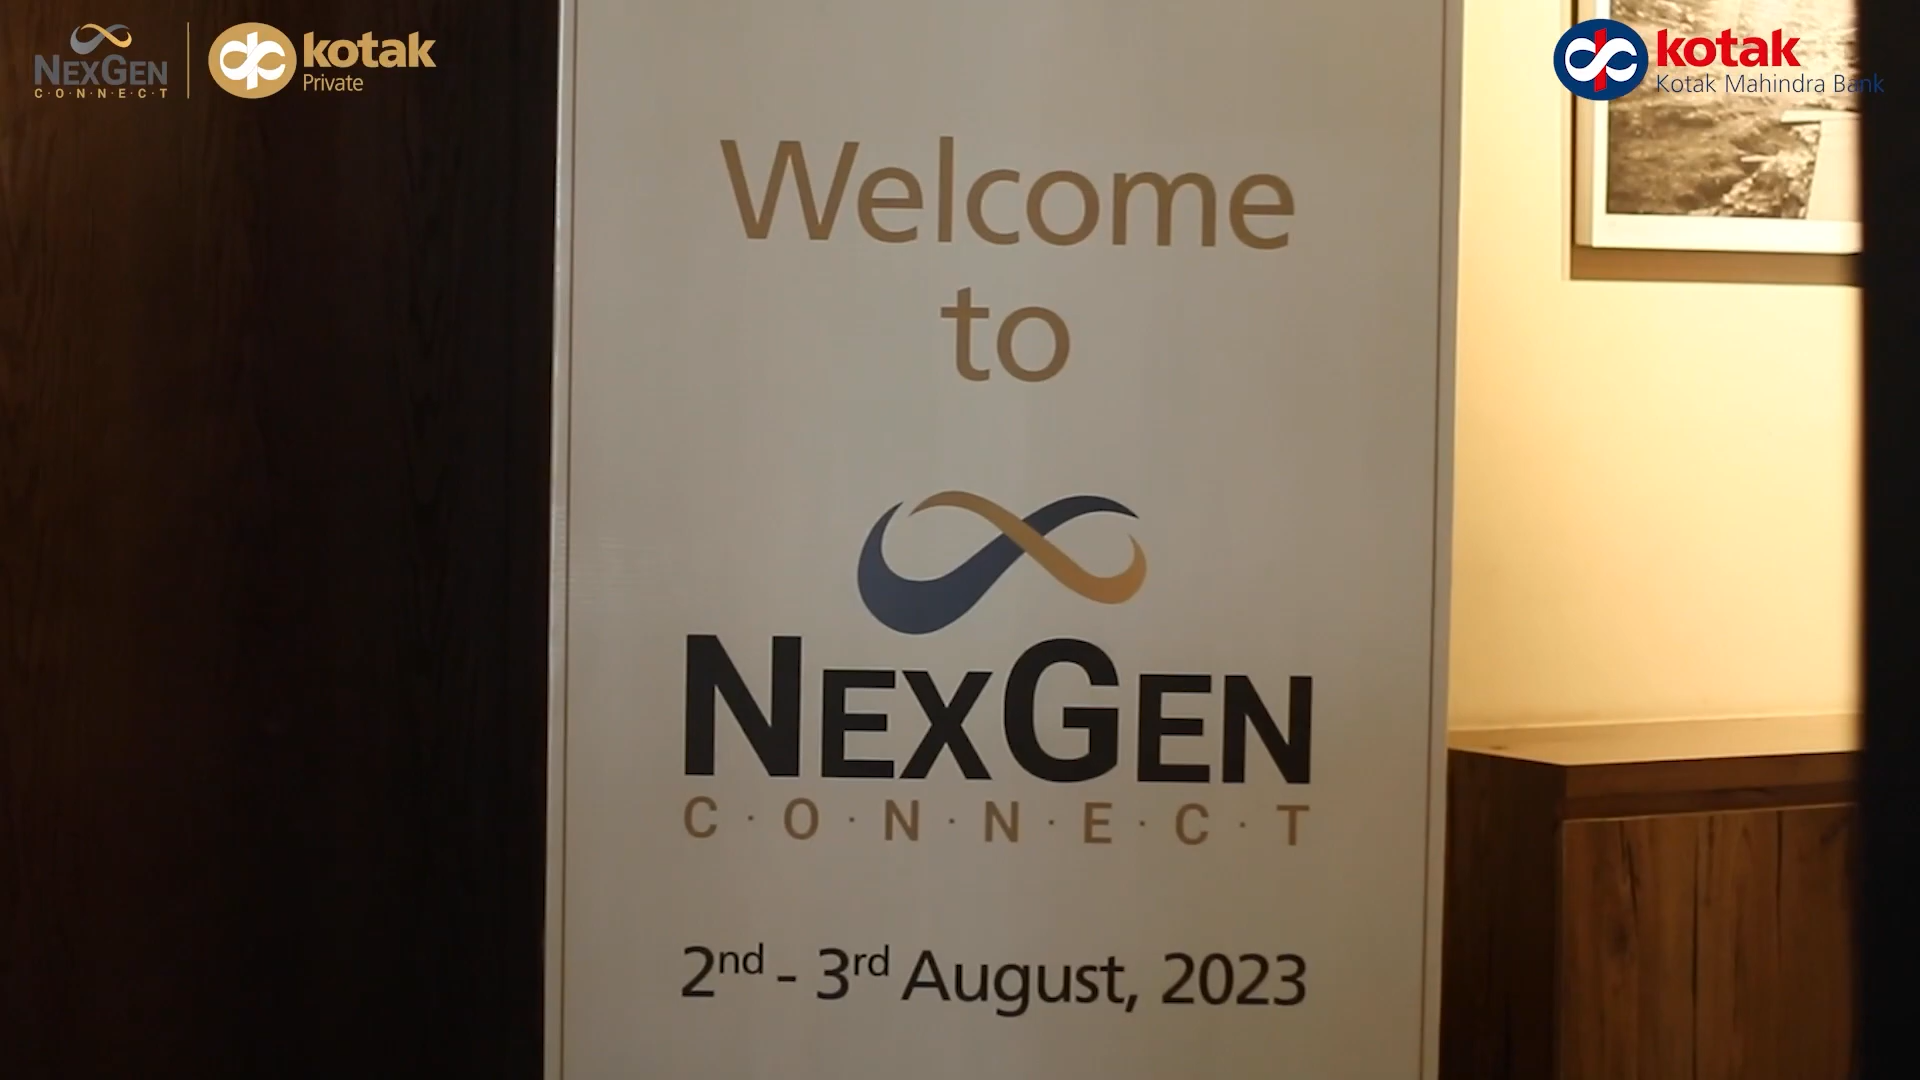 NEXGEN
C·O·N·N·E·C·T
kotak
Private
kotak
Kotak Mahindra Bank
Welcome
to
NEXGEN
C·O·N·N·E·C·T
2nd - 3rd August, 2023